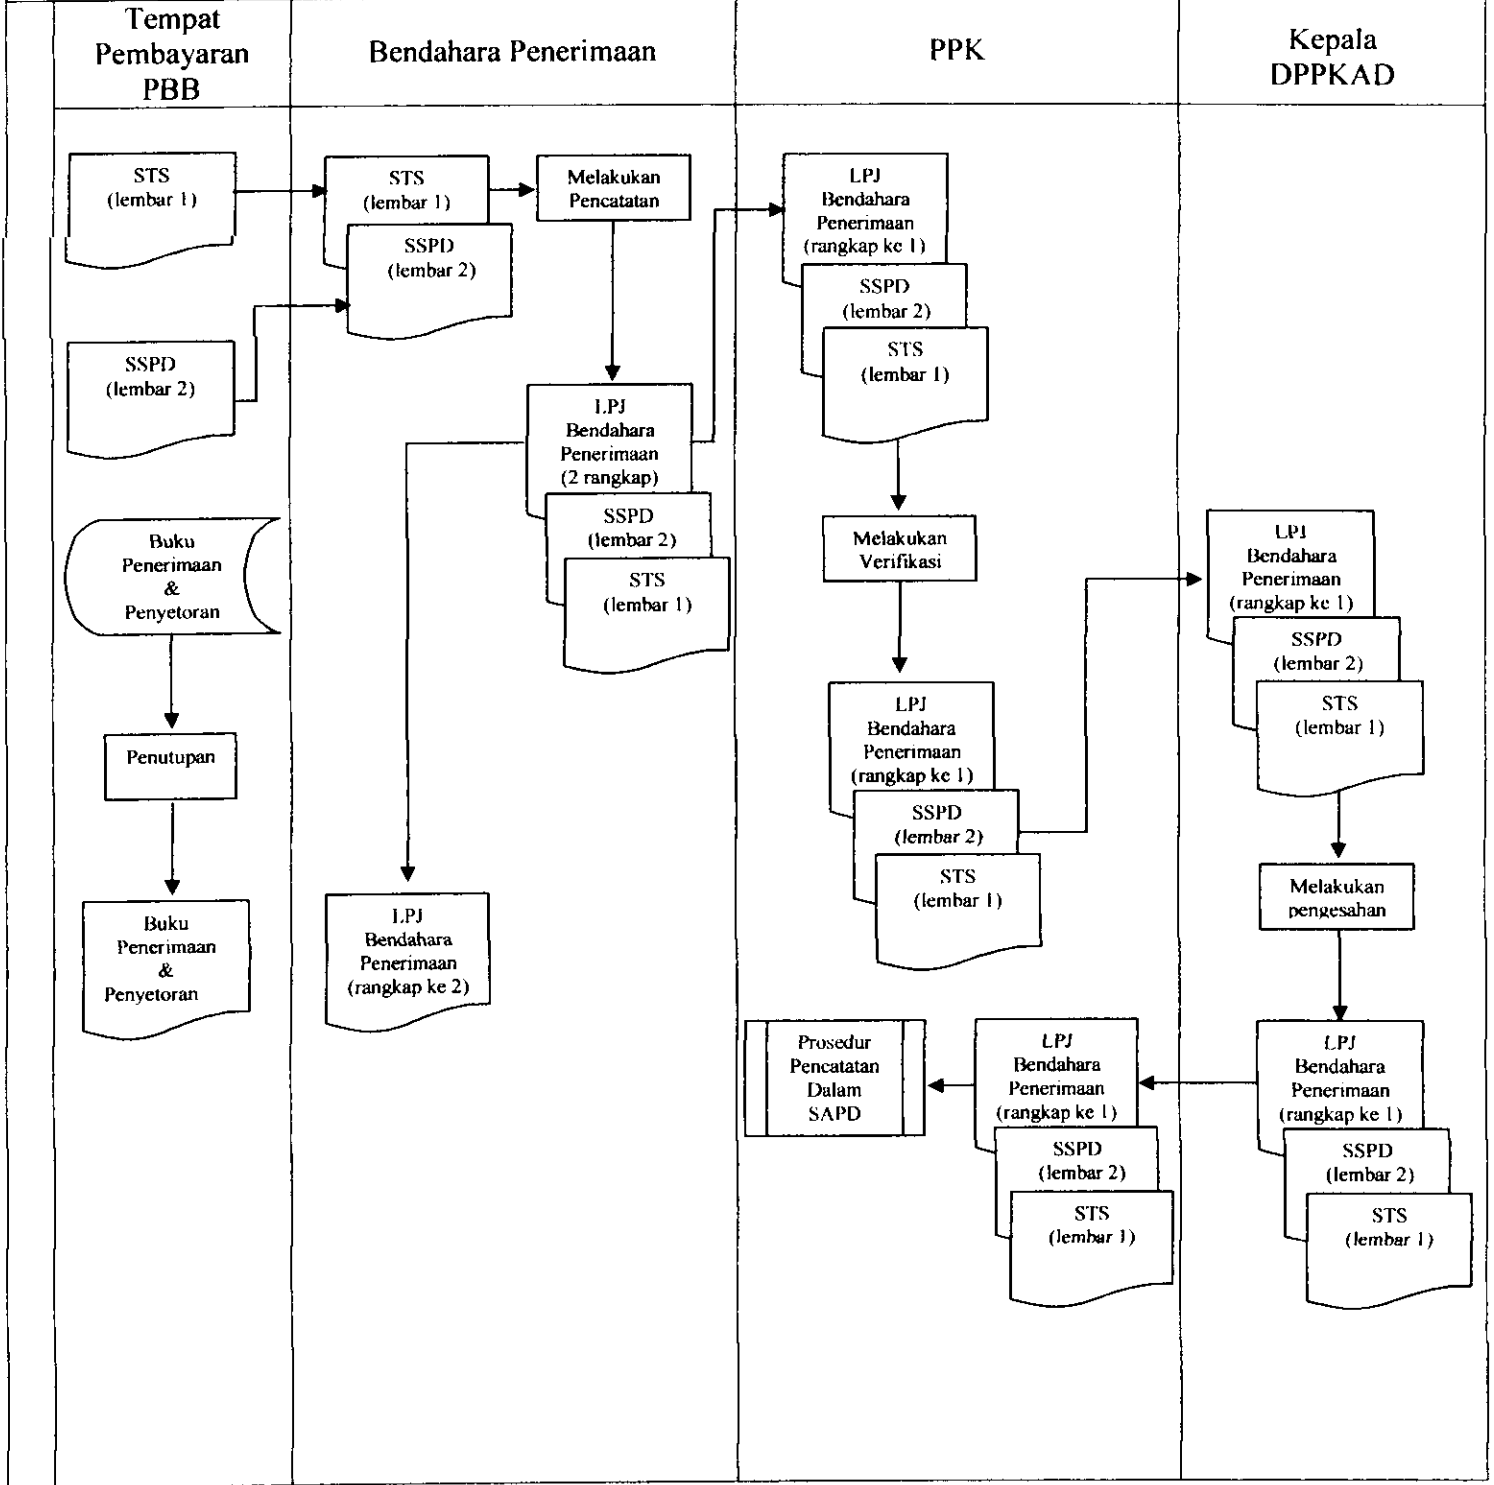 Tempat
Pembayaran
PBB
Bendahara Penerimaan
PPK
Kepala
DPPKAD
STS
(lembar 1)
SSPD
(lembar 2)
Buku
Penerimaan
&
Penyetoran
Penutupan
Buku
Penerimaan
&
Penyetoran
STS
(lembar 1)
SSPD
(lembar 2)
Melakukan
Pencatatan
LPJ
Bendahara
Penerimaan
(2 rangkap)
SSPD
(lembar 2)
STS
(lembar 1)
LPJ
Bendahara
Penerimaan
(rangkap ke 2)
LPJ
Bendahara
Penerimaan
(rangkap ke 1)
SSPD
(lembar 2)
STS
(lembar 1)
Melakukan
Verifikasi
LPJ
Bendahara
Penerimaan
(rangkap ke 1)
SSPD
(lembar 2)
STS
(lembar 1)
LPJ
Bendahara
Penerimaan
(rangkap ke 1)
SSPD
(lembar 2)
STS
(lembar 1)
Melakukan
pengesahan
LPJ
Bendahara
Penerimaan
(rangkap ke 1)
SSPD
(lembar 2)
STS
(lembar 1)
LPJ
Bendahara
Penerimaan
(rangkap ke 1)
SSPD
(lembar 2)
STS
(lembar 1)
Prosedur
Pencatatan
Dalam
SAPD